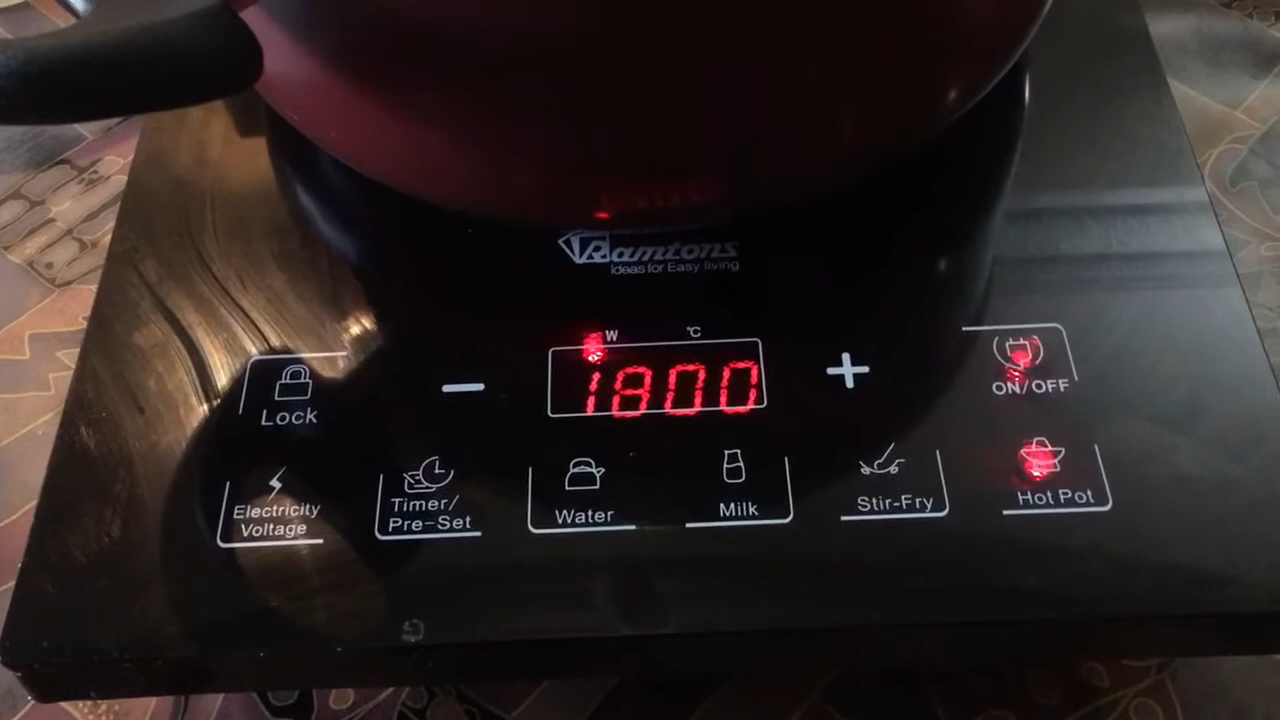 Ramtons
Ideas for Easy living
W
°C
1800
ON/OFF
Lock
Electricity
Voltage
Timer/
Pre-Set
Water
Milk
Stir-Fry
Hot Pot